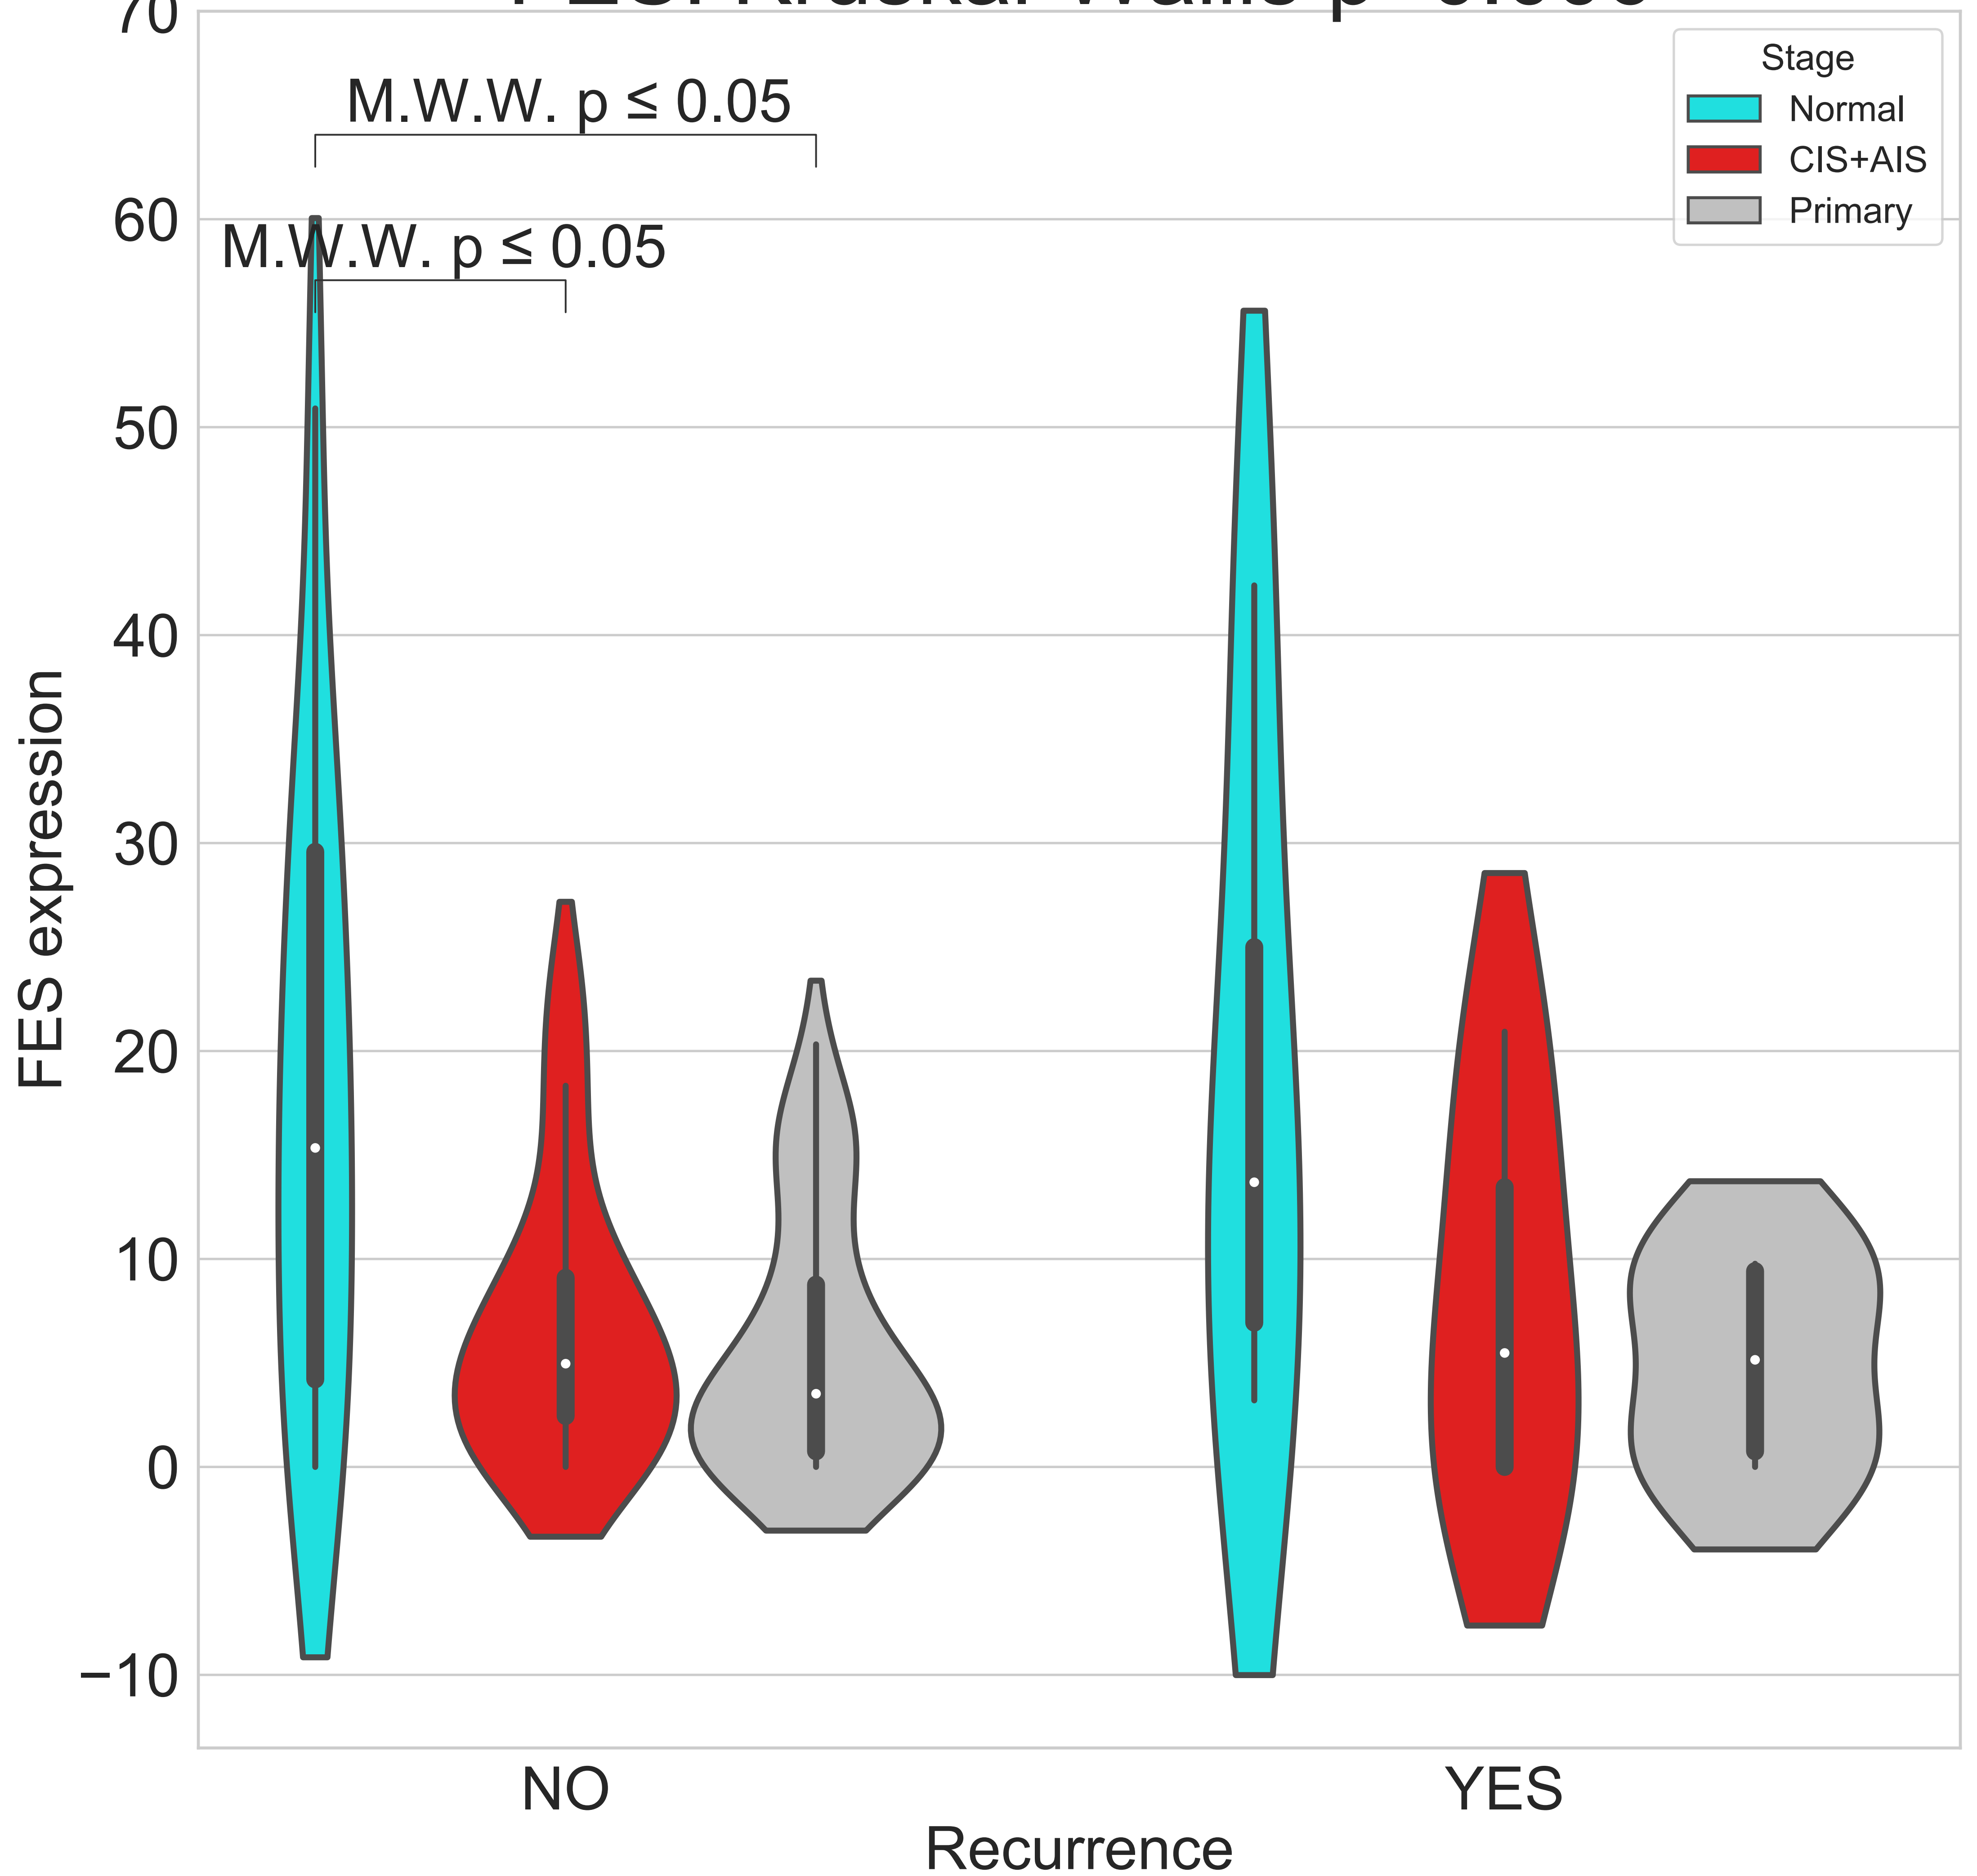 70
M.W.W. p ≤ 0.05
Stage
Normal
CIS+AIS
Primary
60
M.W.W. p ≤ 0.05
50
40
30
20
10
0
−10
FES expression
NO
YES
Recurrence